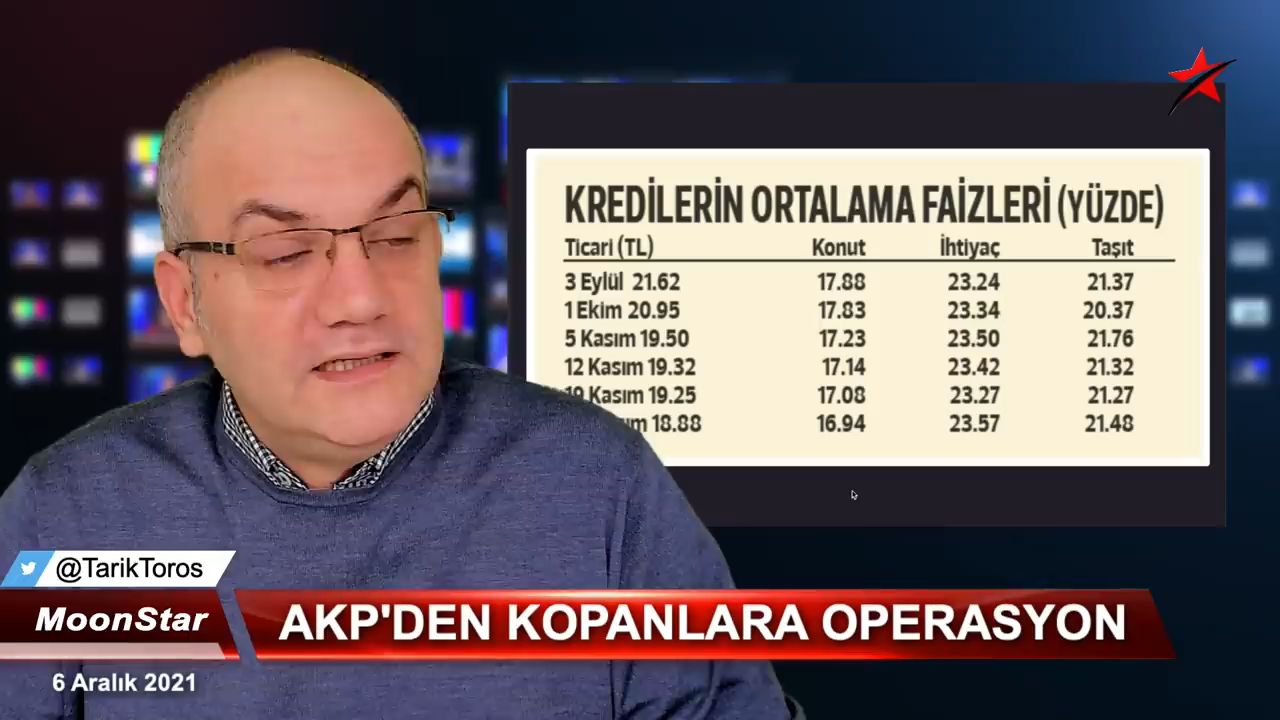 KREDİLERİN ORTALAMA FAİZLERİ (YÜZDE)
Ticari (TL) Konut İhtiyaç Taşıt
3 Eylül 21.62 17.88 23.24 21.37
1 Ekim 20.95 17.83 23.34 20.37
5 Kasım 19.50 17.23 23.50 21.76
12 Kasım 19.32 17.14 23.42 21.32
19 Kasım 19.25 17.08 23.27 21.27
18.88 16.94 23.57 21.48
@TarikToros
MoonStar
AKP'DEN KOPANLARA OPERASYON
6 Aralık 2021